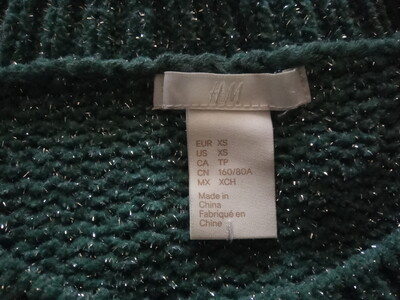 H&M
EUR XS
US XS
CA TP
CN 160/80A
MX XCH
Made in
China
Fabriqué en
Chine